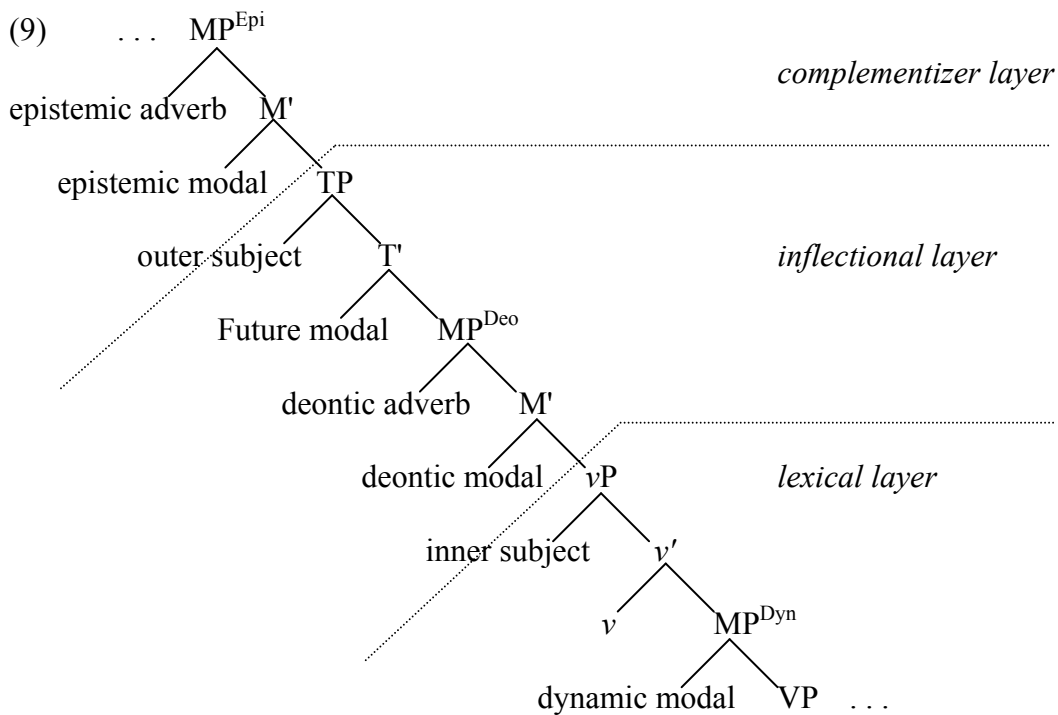 (9) . . . MP^Epi
complementizer layer
epistemic adverb M'
epistemic modal TP
outer subject T' inflectional layer
Future modal MP^Deo
deontic adverb M'
deontic modal vP lexical layer
inner subject v'
v MP^Dyn
dynamic modal VP . . .